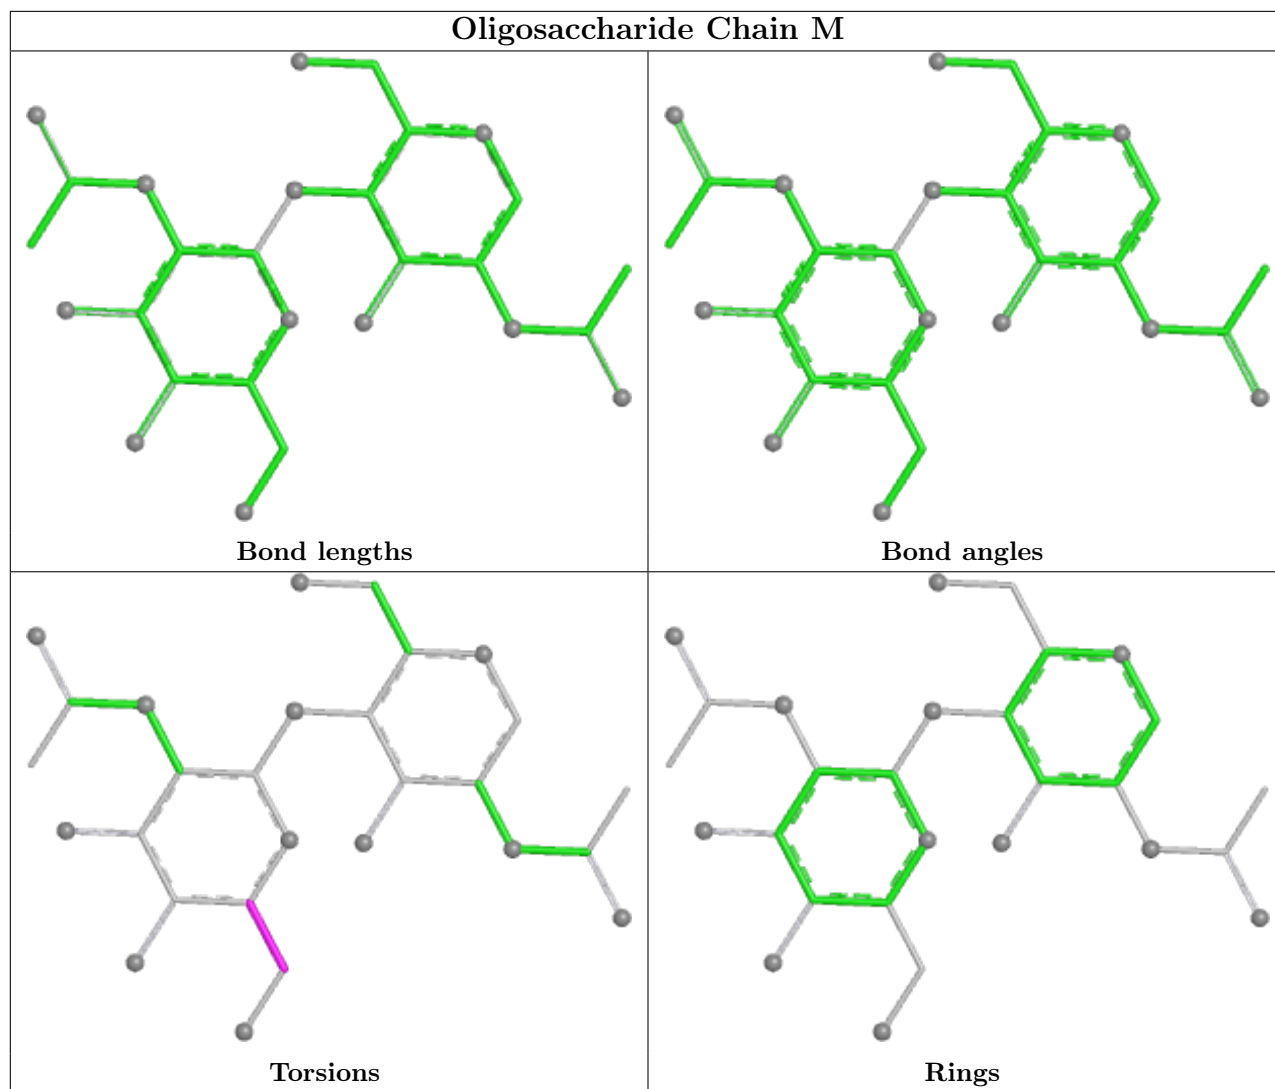 Oligosaccharide Chain M
Bond lengths
Bond angles
Torsions
Rings